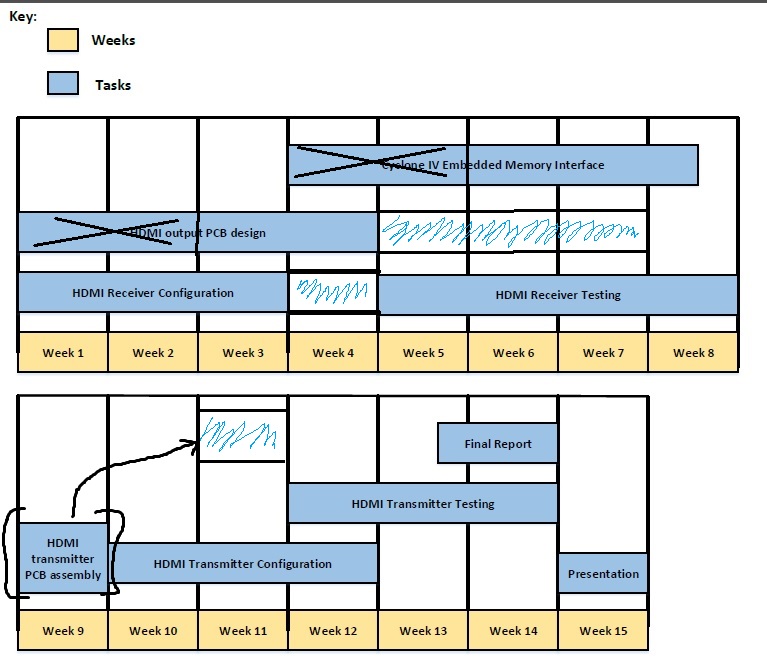 Key:
Weeks
Tasks
Cyclone IV Embedded Memory Interface
HDMI output PCB design
HDMI Receiver Configuration
HDMI Receiver Testing
Week 1
Week 2
Week 3
Week 4
Week 5
Week 6
Week 7
Week 8
Final Report
HDMI Transmitter Testing
HDMI
transmitter
PCB assembly
HDMI Transmitter Configuration
Presentation
Week 9
Week 10
Week 11
Week 12
Week 13
Week 14
Week 15